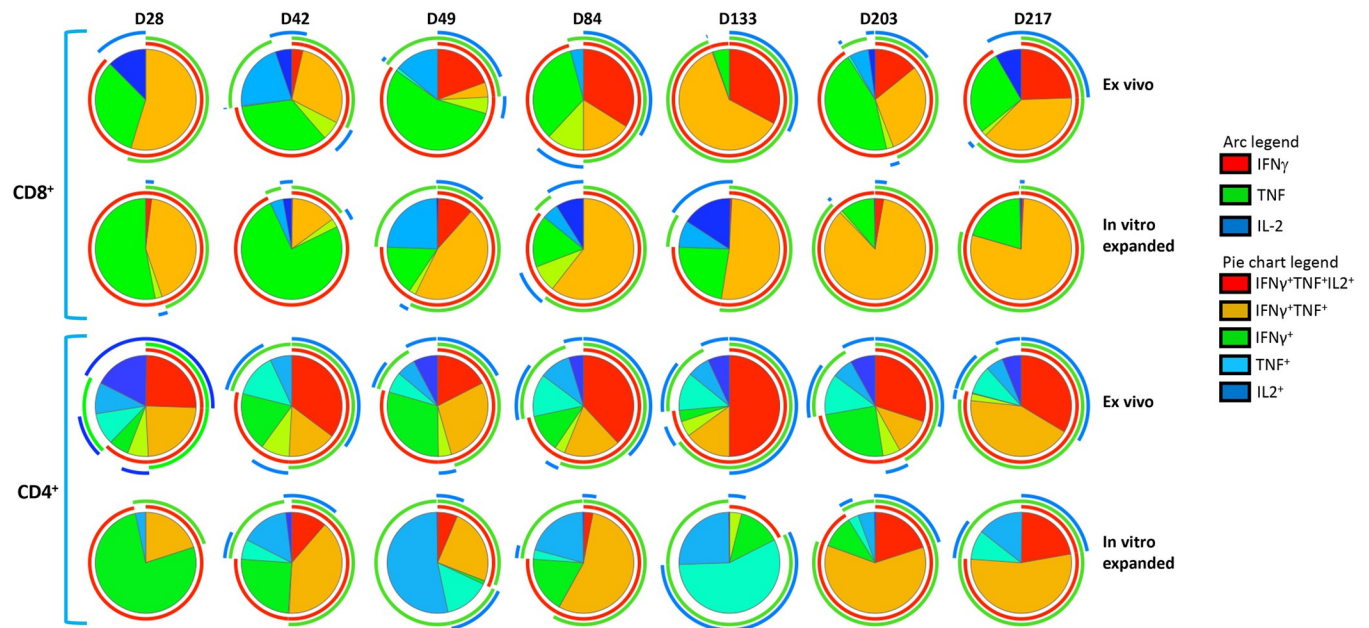 D28 D42 D49 D84 D133 D203 D217
Ex vivo
CD8⁺
In vitro
expanded
Ex vivo
CD4⁺
In vitro
expanded
Arc legend
IFNγ
TNF
IL-2
Pie chart legend
IFNγ⁺TNF⁺IL2⁺
IFNγ⁺TNF⁺
IFNγ⁺
TNF⁺
IL2⁺